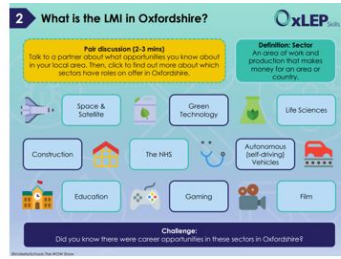 2
What is the LMI in Oxfordshire?
OxLEP Skills
Pair discussion (2-3 mins)
Talk to a partner about what opportunities you know about
in your local area. Then, click to find out more about which
sectors have roles on offer in Oxfordshire.
Definition: Sector
An area of work and
production that makes
money for an area or
country.
Space &
Satellite
Green
Technology
Life Sciences
Construction
The NHS
Autonomous
(self-driving)
Vehicles
Education
Gaming
Film
Challenge:
Did you know there were career opportunities in these sectors in Oxfordshire?